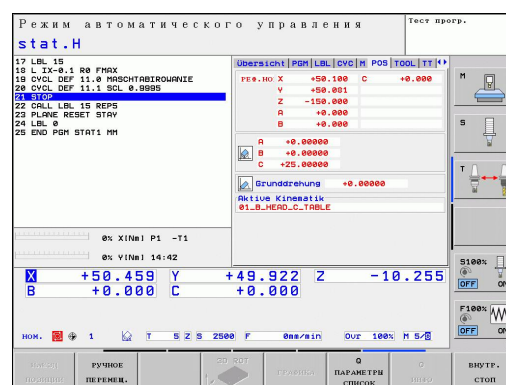 Режим автоматического управления
Тест прогр.
stat.H
17 LBL 15
18 L IX-0.1 R0 FMAX
19 CYCL DEF 11.0 MASCHTABIROWANIE
20 CYCL DEF 11.1 SCL 0.9995
21 STOP
22 CALL LBL 15 REP5
23 PLANE RESET STAY
24 LBL 0
25 END PGM STAT1 MM
Übersicht PGM LBL CYC M POS TOOL TT
X +50.100 C +0.000
Y +50.081
Z -150.000
A +0.000
B +0.000
A +0.00000
B +0.00000
C +25.00000
Grunddrehung +0.00000
Aktive Kinematik
01_B_HEAD_C_TABLE
0% X[Nm] P1 -T1
0% Y[Nm] 14:42
X +50.459 Y +49.922 Z -10.255
B +0.000 C +0.000
НОМ. 1 T 5 Z S 2500 F 0mm/min Ovr 100% M 5/8
M
S
T
S100%
OFF ON
F100%
OFF ON
РУЧНОЕ
ПЕРЕМЕЩ.
3D ROT
Q
ПАРАМЕТРЫ
СПИСОК
ВНУТР.
СТОП